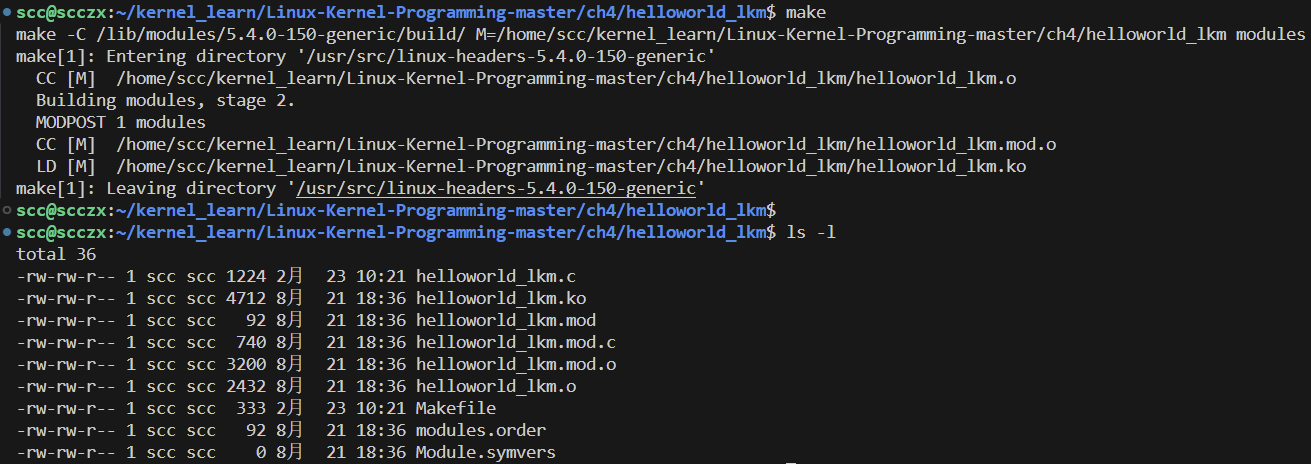 scc@scczx:~/kernel_learn/Linux-Kernel-Programming-master/ch4/helloworld_lkm$ make
make -C /lib/modules/5.4.0-150-generic/build/ M=/home/scc/kernel_learn/Linux-Kernel-Programming-master/ch4/helloworld_lkm modules
make[1]: Entering directory '/usr/src/linux-headers-5.4.0-150-generic'
  CC [M]  /home/scc/kernel_learn/Linux-Kernel-Programming-master/ch4/helloworld_lkm/helloworld_lkm.o
  Building modules, stage 2.
  MODPOST 1 modules
  CC [M]  /home/scc/kernel_learn/Linux-Kernel-Programming-master/ch4/helloworld_lkm/helloworld_lkm.mod.o
  LD [M]  /home/scc/kernel_learn/Linux-Kernel-Programming-master/ch4/helloworld_lkm/helloworld_lkm.ko
make[1]: Leaving directory '/usr/src/linux-headers-5.4.0-150-generic'
scc@scczx:~/kernel_learn/Linux-Kernel-Programming-master/ch4/helloworld_lkm$
scc@scczx:~/kernel_learn/Linux-Kernel-Programming-master/ch4/helloworld_lkm$ ls -l
total 36
-rw-rw-r-- 1 scc scc 1224 2月  23 10:21 helloworld_lkm.c
-rw-rw-r-- 1 scc scc 4712 8月  21 18:36 helloworld_lkm.ko
-rw-rw-r-- 1 scc scc   92 8月  21 18:36 helloworld_lkm.mod
-rw-rw-r-- 1 scc scc  740 8月  21 18:36 helloworld_lkm.mod.c
-rw-rw-r-- 1 scc scc 3200 8月  21 18:36 helloworld_lkm.mod.o
-rw-rw-r-- 1 scc scc 2432 8月  21 18:36 helloworld_lkm.o
-rw-rw-r-- 1 scc scc  333 2月  23 10:21 Makefile
-rw-rw-r-- 1 scc scc   92 8月  21 18:36 modules.order
-rw-rw-r-- 1 scc scc    0 8月  21 18:36 Module.symvers